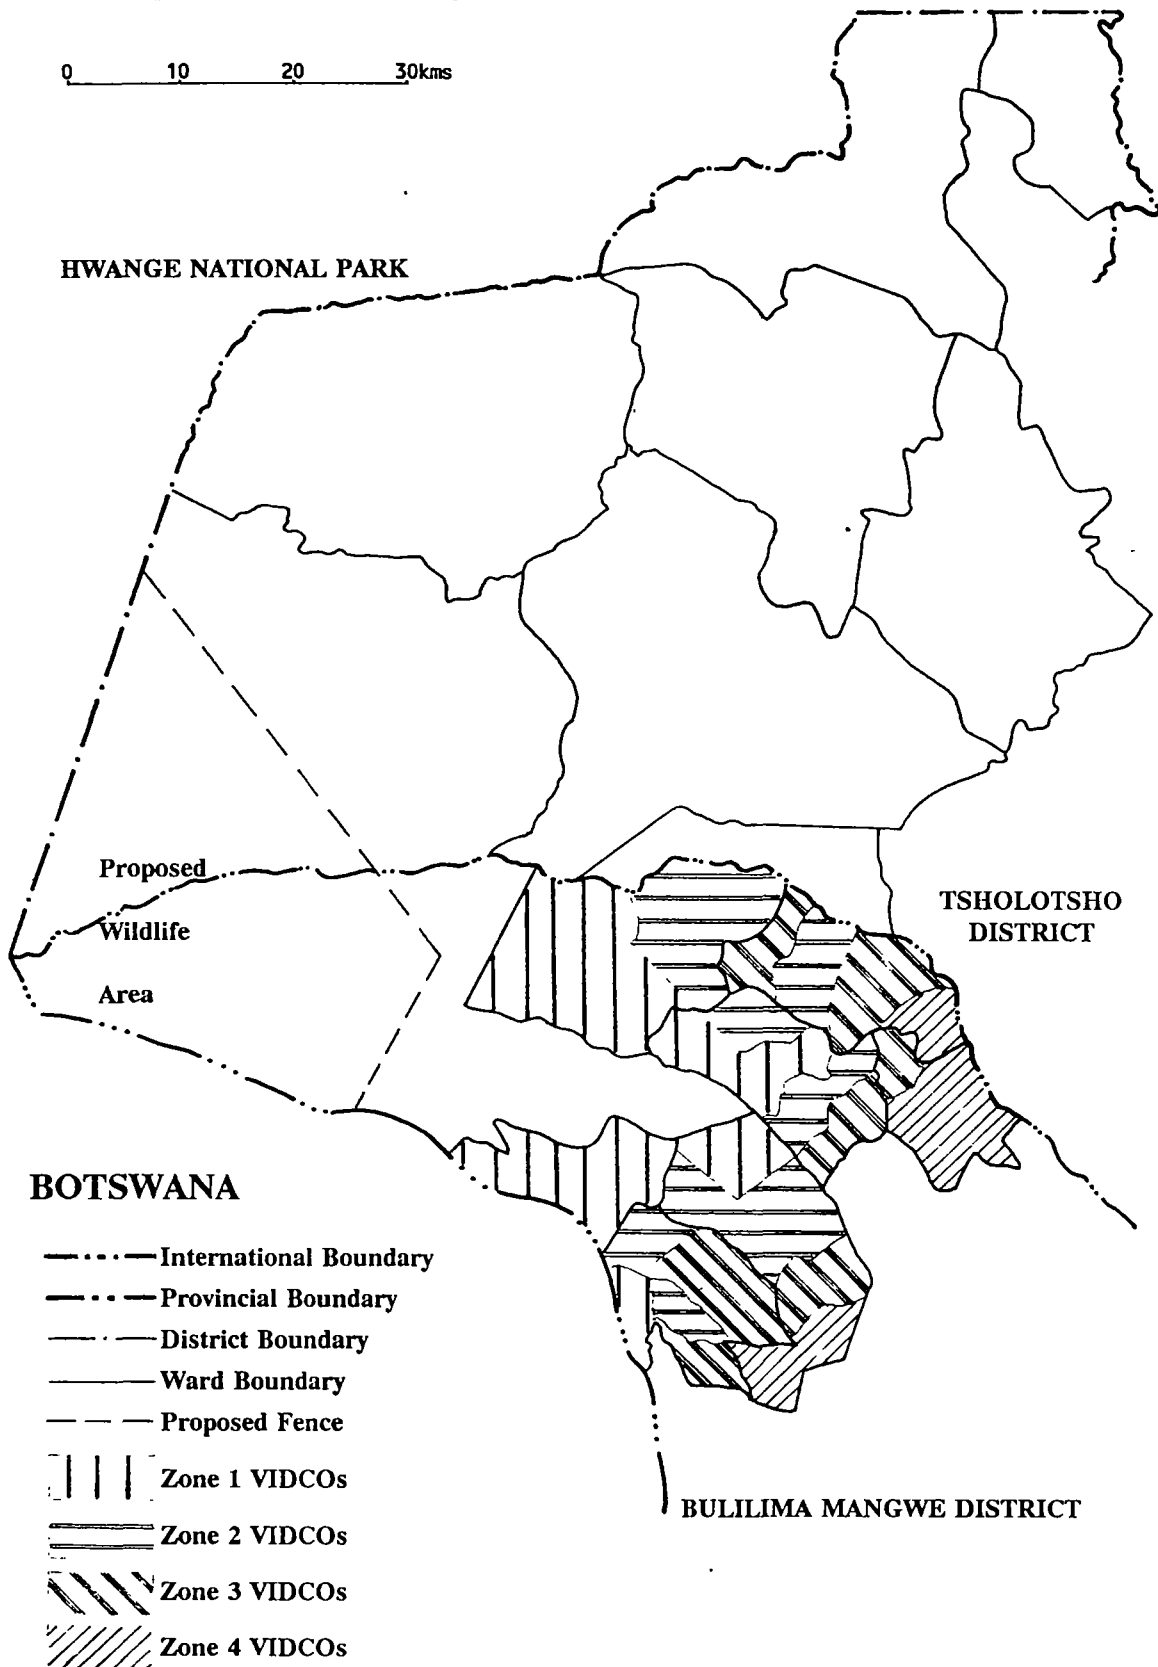 0 10 20 30kms
HWANGE NATIONAL PARK
Proposed
Wildlife
Area
TSHOLOTSHO
DISTRICT
BOTSWANA
International Boundary
Provincial Boundary
District Boundary
Ward Boundary
Proposed Fence
Zone 1 VIDCOs
Zone 2 VIDCOs
Zone 3 VIDCOs
Zone 4 VIDCOs
BULILIMA MANGWE DISTRICT